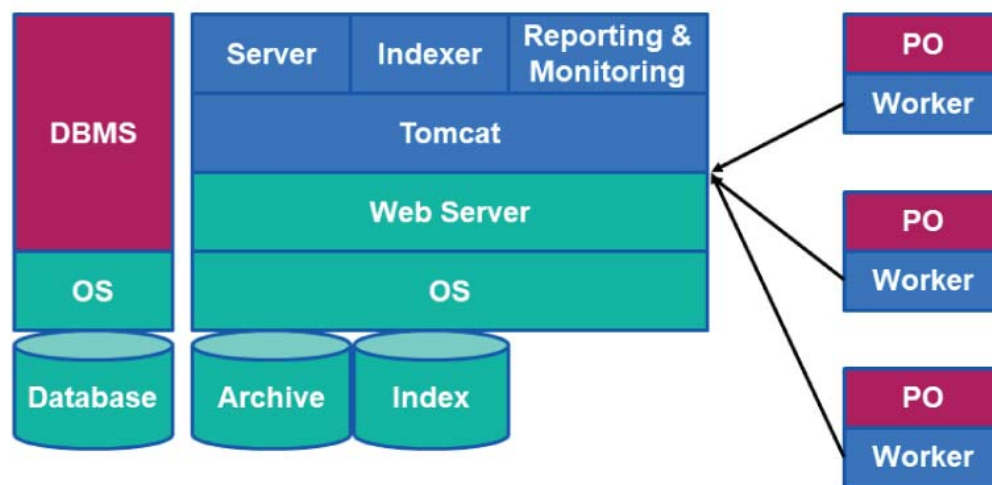 DBMS
OS
Database
Server
Indexer
Reporting &
Monitoring
Tomcat
Web Server
OS
Archive
Index
PO
Worker
PO
Worker
PO
Worker